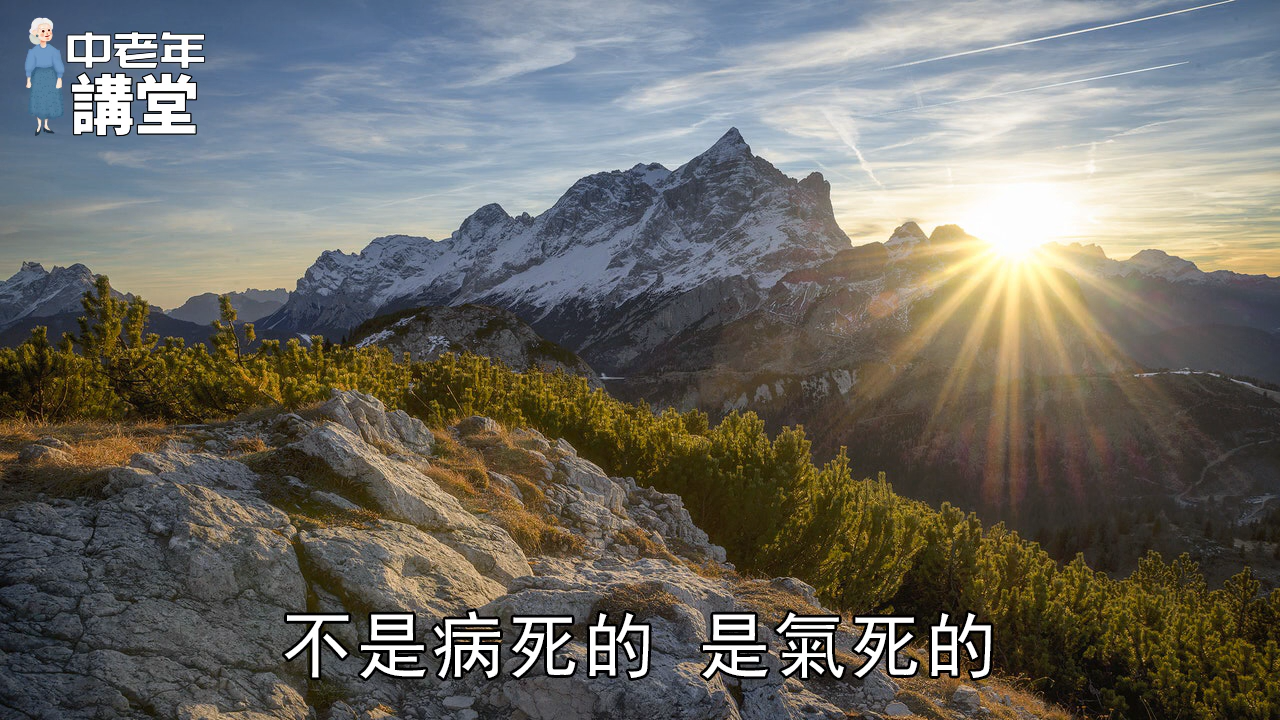 中老年
講堂
不是病死的 是氣死的